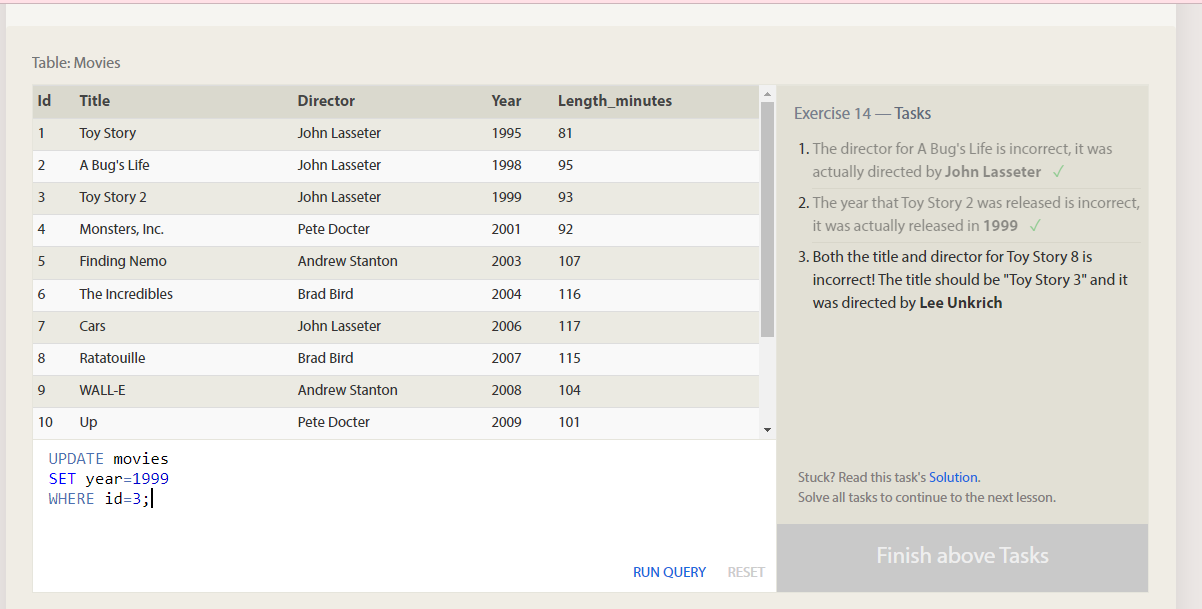 Table: Movies
Id Title Director Year Length_minutes
1 Toy Story John Lasseter 1995 81
2 A Bug's Life John Lasseter 1998 95
3 Toy Story 2 John Lasseter 1999 93
4 Monsters, Inc. Pete Docter 2001 92
5 Finding Nemo Andrew Stanton 2003 107
6 The Incredibles Brad Bird 2004 116
7 Cars John Lasseter 2006 117
8 Ratatouille Brad Bird 2007 115
9 WALL-E Andrew Stanton 2008 104
10 Up Pete Docter 2009 101
UPDATE movies
SET year=1999
WHERE id=3;
RUN QUERY RESET
Exercise 14 — Tasks
1. The director for A Bug's Life is incorrect, it was
actually directed by John Lasseter ✓
2. The year that Toy Story 2 was released is incorrect,
it was actually released in 1999 ✓
3. Both the title and director for Toy Story 8 is
incorrect! The title should be "Toy Story 3" and it
was directed by Lee Unkrich
Stuck? Read this task's Solution.
Solve all tasks to continue to the next lesson.
Finish above Tasks